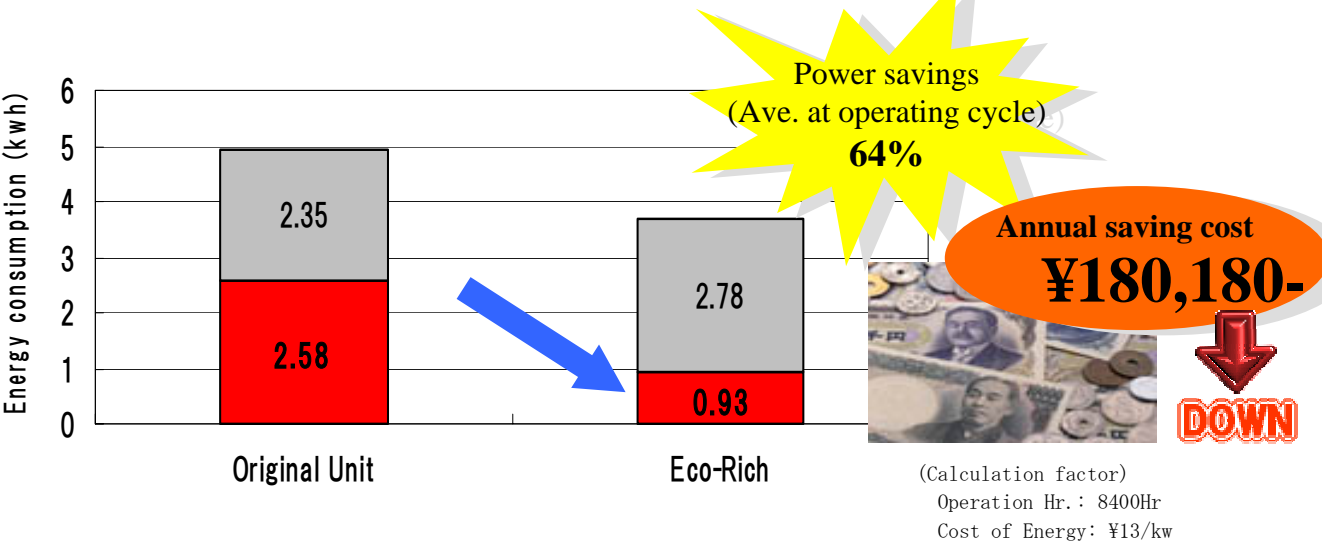 Power savings
(Ave. at operating cycle)
64%
Annual saving cost
¥180,180-
DOWN
Energy consumption (kwh)
6
5
4
3
2
1
0
2.35
2.58
2.78
0.93
Original Unit
Eco-Rich
(Calculation factor)
Operation Hr.: 8400Hr
Cost of Energy: ¥13/kw